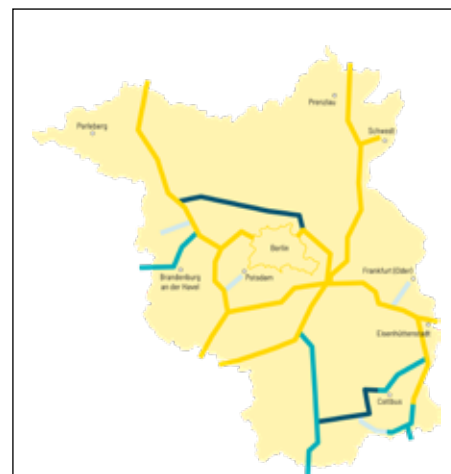 Prenzlau
Perleberg
Schwedt
Berlin
Potsdam
Frankfurt (Oder)
Brandenburg
an der Havel
Eisenhüttenstadt
Cottbus